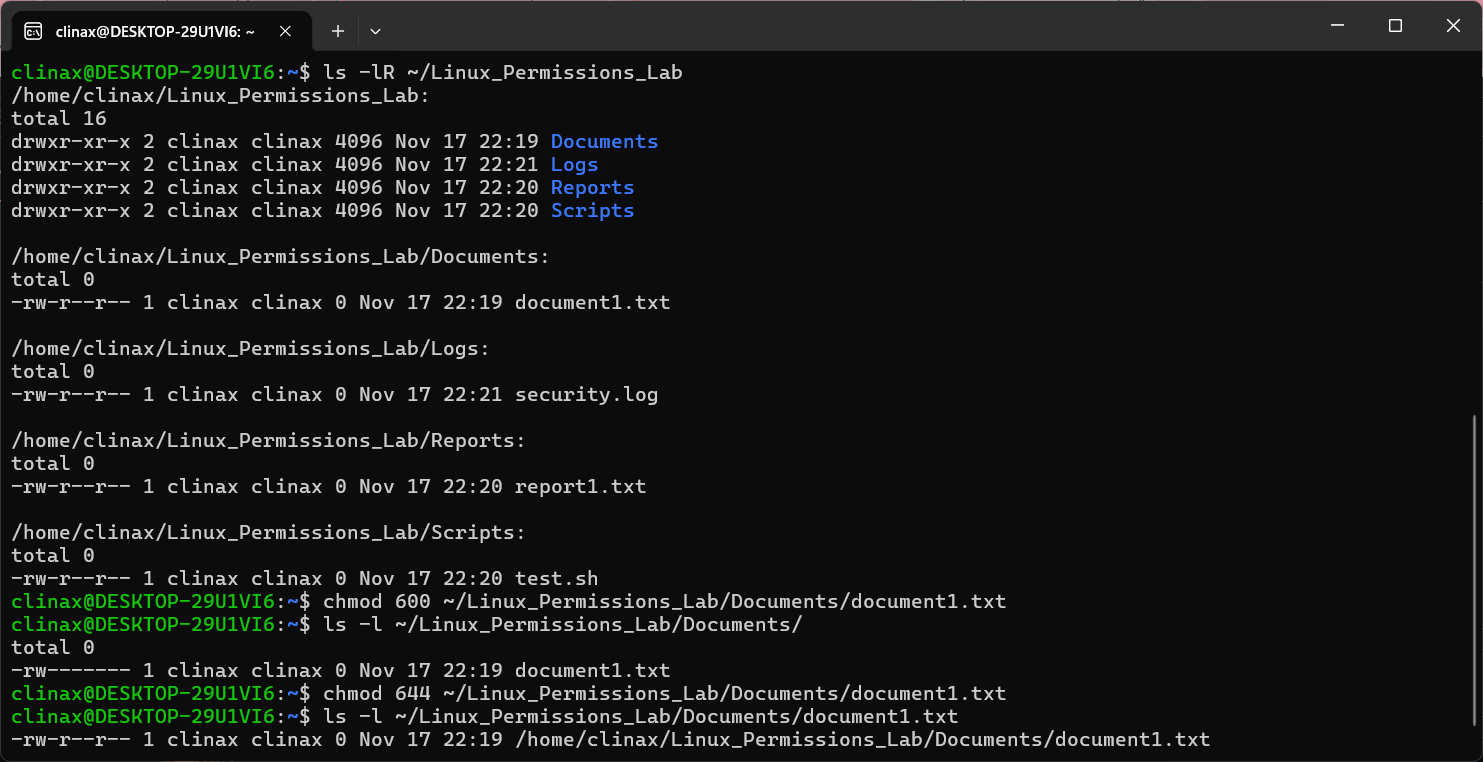 clinax@DESKTOP-29U1VI6: ~
clinax@DESKTOP-29U1VI6:~$ ls -lR ~/Linux_Permissions_Lab
/home/clinax/Linux_Permissions_Lab:
total 16
drwxr-xr-x 2 clinax clinax 4096 Nov 17 22:19 Documents
drwxr-xr-x 2 clinax clinax 4096 Nov 17 22:21 Logs
drwxr-xr-x 2 clinax clinax 4096 Nov 17 22:20 Reports
drwxr-xr-x 2 clinax clinax 4096 Nov 17 22:20 Scripts

/home/clinax/Linux_Permissions_Lab/Documents:
total 0
-rw-r--r-- 1 clinax clinax 0 Nov 17 22:19 document1.txt

/home/clinax/Linux_Permissions_Lab/Logs:
total 0
-rw-r--r-- 1 clinax clinax 0 Nov 17 22:21 security.log

/home/clinax/Linux_Permissions_Lab/Reports:
total 0
-rw-r--r-- 1 clinax clinax 0 Nov 17 22:20 report1.txt

/home/clinax/Linux_Permissions_Lab/Scripts:
total 0
-rw-r--r-- 1 clinax clinax 0 Nov 17 22:20 test.sh
clinax@DESKTOP-29U1VI6:~$ chmod 600 ~/Linux_Permissions_Lab/Documents/document1.txt
clinax@DESKTOP-29U1VI6:~$ ls -l ~/Linux_Permissions_Lab/Documents/
total 0
-rw------- 1 clinax clinax 0 Nov 17 22:19 document1.txt
clinax@DESKTOP-29U1VI6:~$ chmod 644 ~/Linux_Permissions_Lab/Documents/document1.txt
clinax@DESKTOP-29U1VI6:~$ ls -l ~/Linux_Permissions_Lab/Documents/document1.txt
-rw-r--r-- 1 clinax clinax 0 Nov 17 22:19 /home/clinax/Linux_Permissions_Lab/Documents/document1.txt